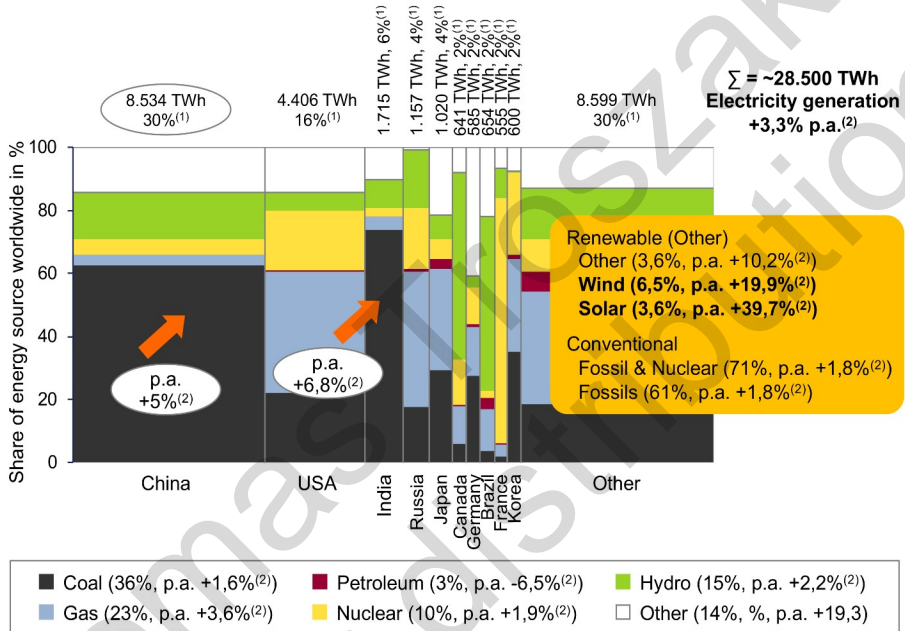 8.534 TWh
30%(1)
4.406 TWh
16%(1)
1.715 TWh, 6%(1)
1.157 TWh, 4%(1)
1.020 TWh, 4%(1)
641 TWh, 2%(1)
585 TWh, 2%(1)
654 TWh, 2%(1)
555 TWh, 2%(1)
600 TWh, 2%(1)
8.599 TWh
30%(1)
∑ = ~28.500 TWh
Electricity generation
+3,3% p.a.(2)
Share of energy source worldwide in %
100
80
60
40
20
0
p.a.
+5%(2)
p.a.
+6,8%(2)
Renewable (Other)
Other (3,6%, p.a. +10,2%(2))
Wind (6,5%, p.a. +19,9%(2))
Solar (3,6%, p.a. +39,7%(2))
Conventional
Fossil & Nuclear (71%, p.a. +1,8%(2))
Fossils (61%, p.a. +1,8%(2))
China
USA
India
Russia
Japan
Canada
Germany
Brazil
France
Korea
Other
Coal (36%, p.a. +1,6%(2))
Petroleum (3%, p.a. -6,5%(2))
Hydro (15%, p.a. +2,2%(2))
Gas (23%, p.a. +3,6%(2))
Nuclear (10%, p.a. +1,9%(2))
Other (14%, %, p.a. +19,3)
omas Troszak
distribution